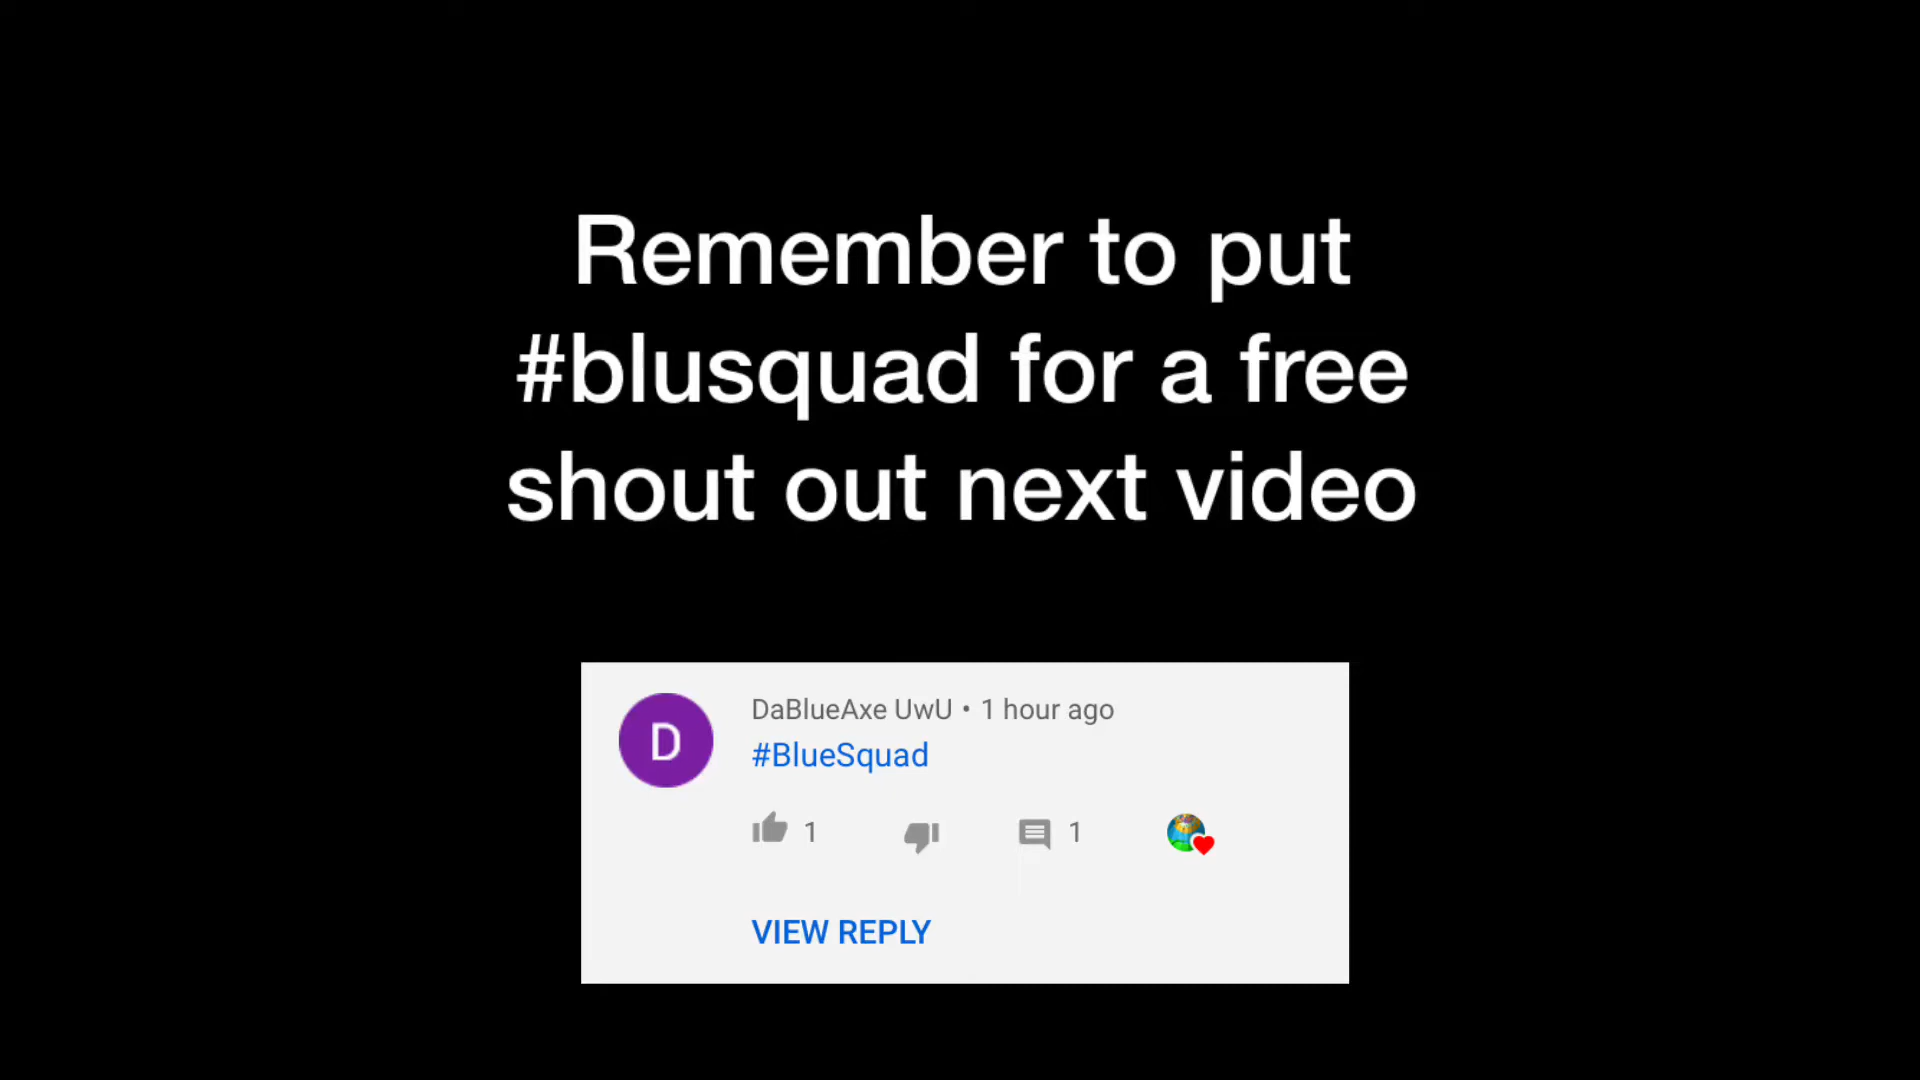 Remember to put
#blusquad for a free
shout out next video
DaBlueAxe UwU • 1 hour ago
#BlueSquad
1 1
VIEW REPLY
D